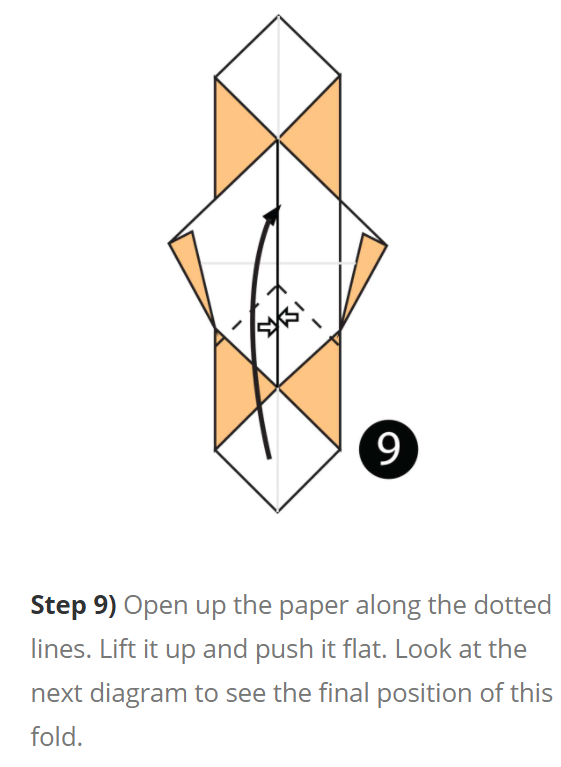 9
Step 9) Open up the paper along the dotted
lines. Lift it up and push it flat. Look at the
next diagram to see the final position of this
fold.